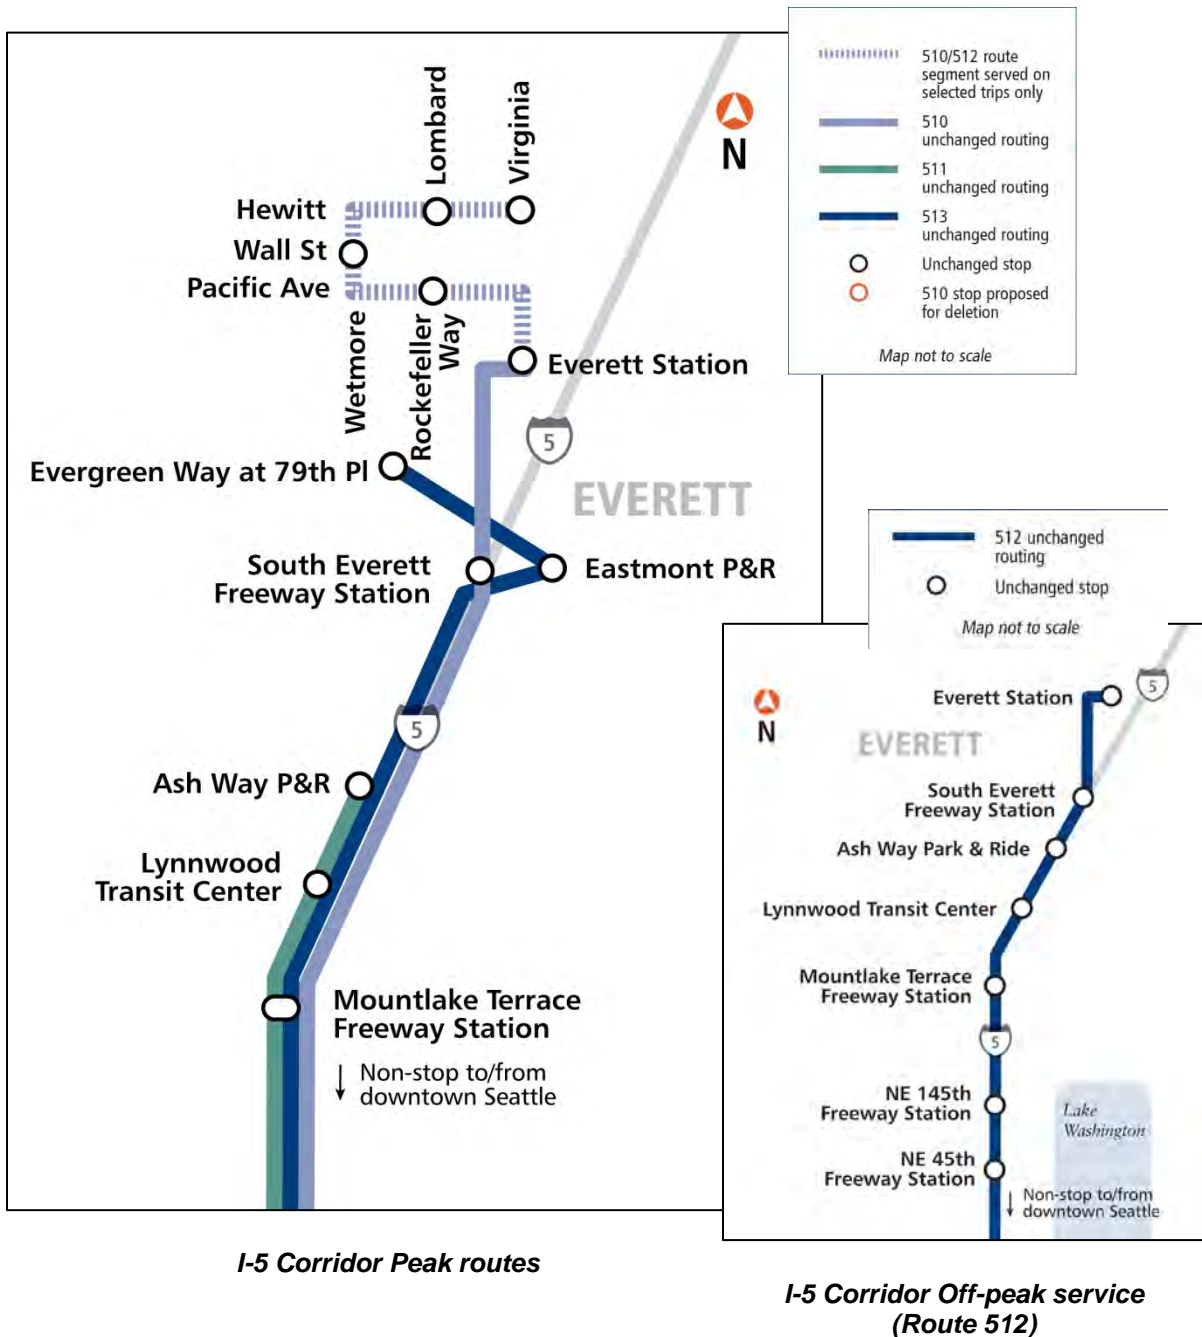 510/512 route
segment served on
selected trips only
510
unchanged routing
511
unchanged routing
513
unchanged routing
Unchanged stop
510 stop proposed
for deletion
Map not to scale
N
Lombard
Virginia
Hewitt
Wall St
Pacific Ave
Wetmore
Rockefeller
Way
Everett Station
5
Evergreen Way at 79th Pl
EVERETT
South Everett
Freeway Station
Eastmont P&R
5
Ash Way P&R
Lynnwood
Transit Center
Mountlake Terrace
Freeway Station
Non-stop to/from
downtown Seattle
I-5 Corridor Peak routes
512 unchanged
routing
Unchanged stop
Map not to scale
N
Everett Station
5
EVERETT
South Everett
Freeway Station
Ash Way Park & Ride
Lynnwood Transit Center
Mountlake Terrace
Freeway Station
5
NE 145th
Freeway Station
Lake
Washington
NE 45th
Freeway Station
Non-stop to/from
downtown Seattle
I-5 Corridor Off-peak service
(Route 512)